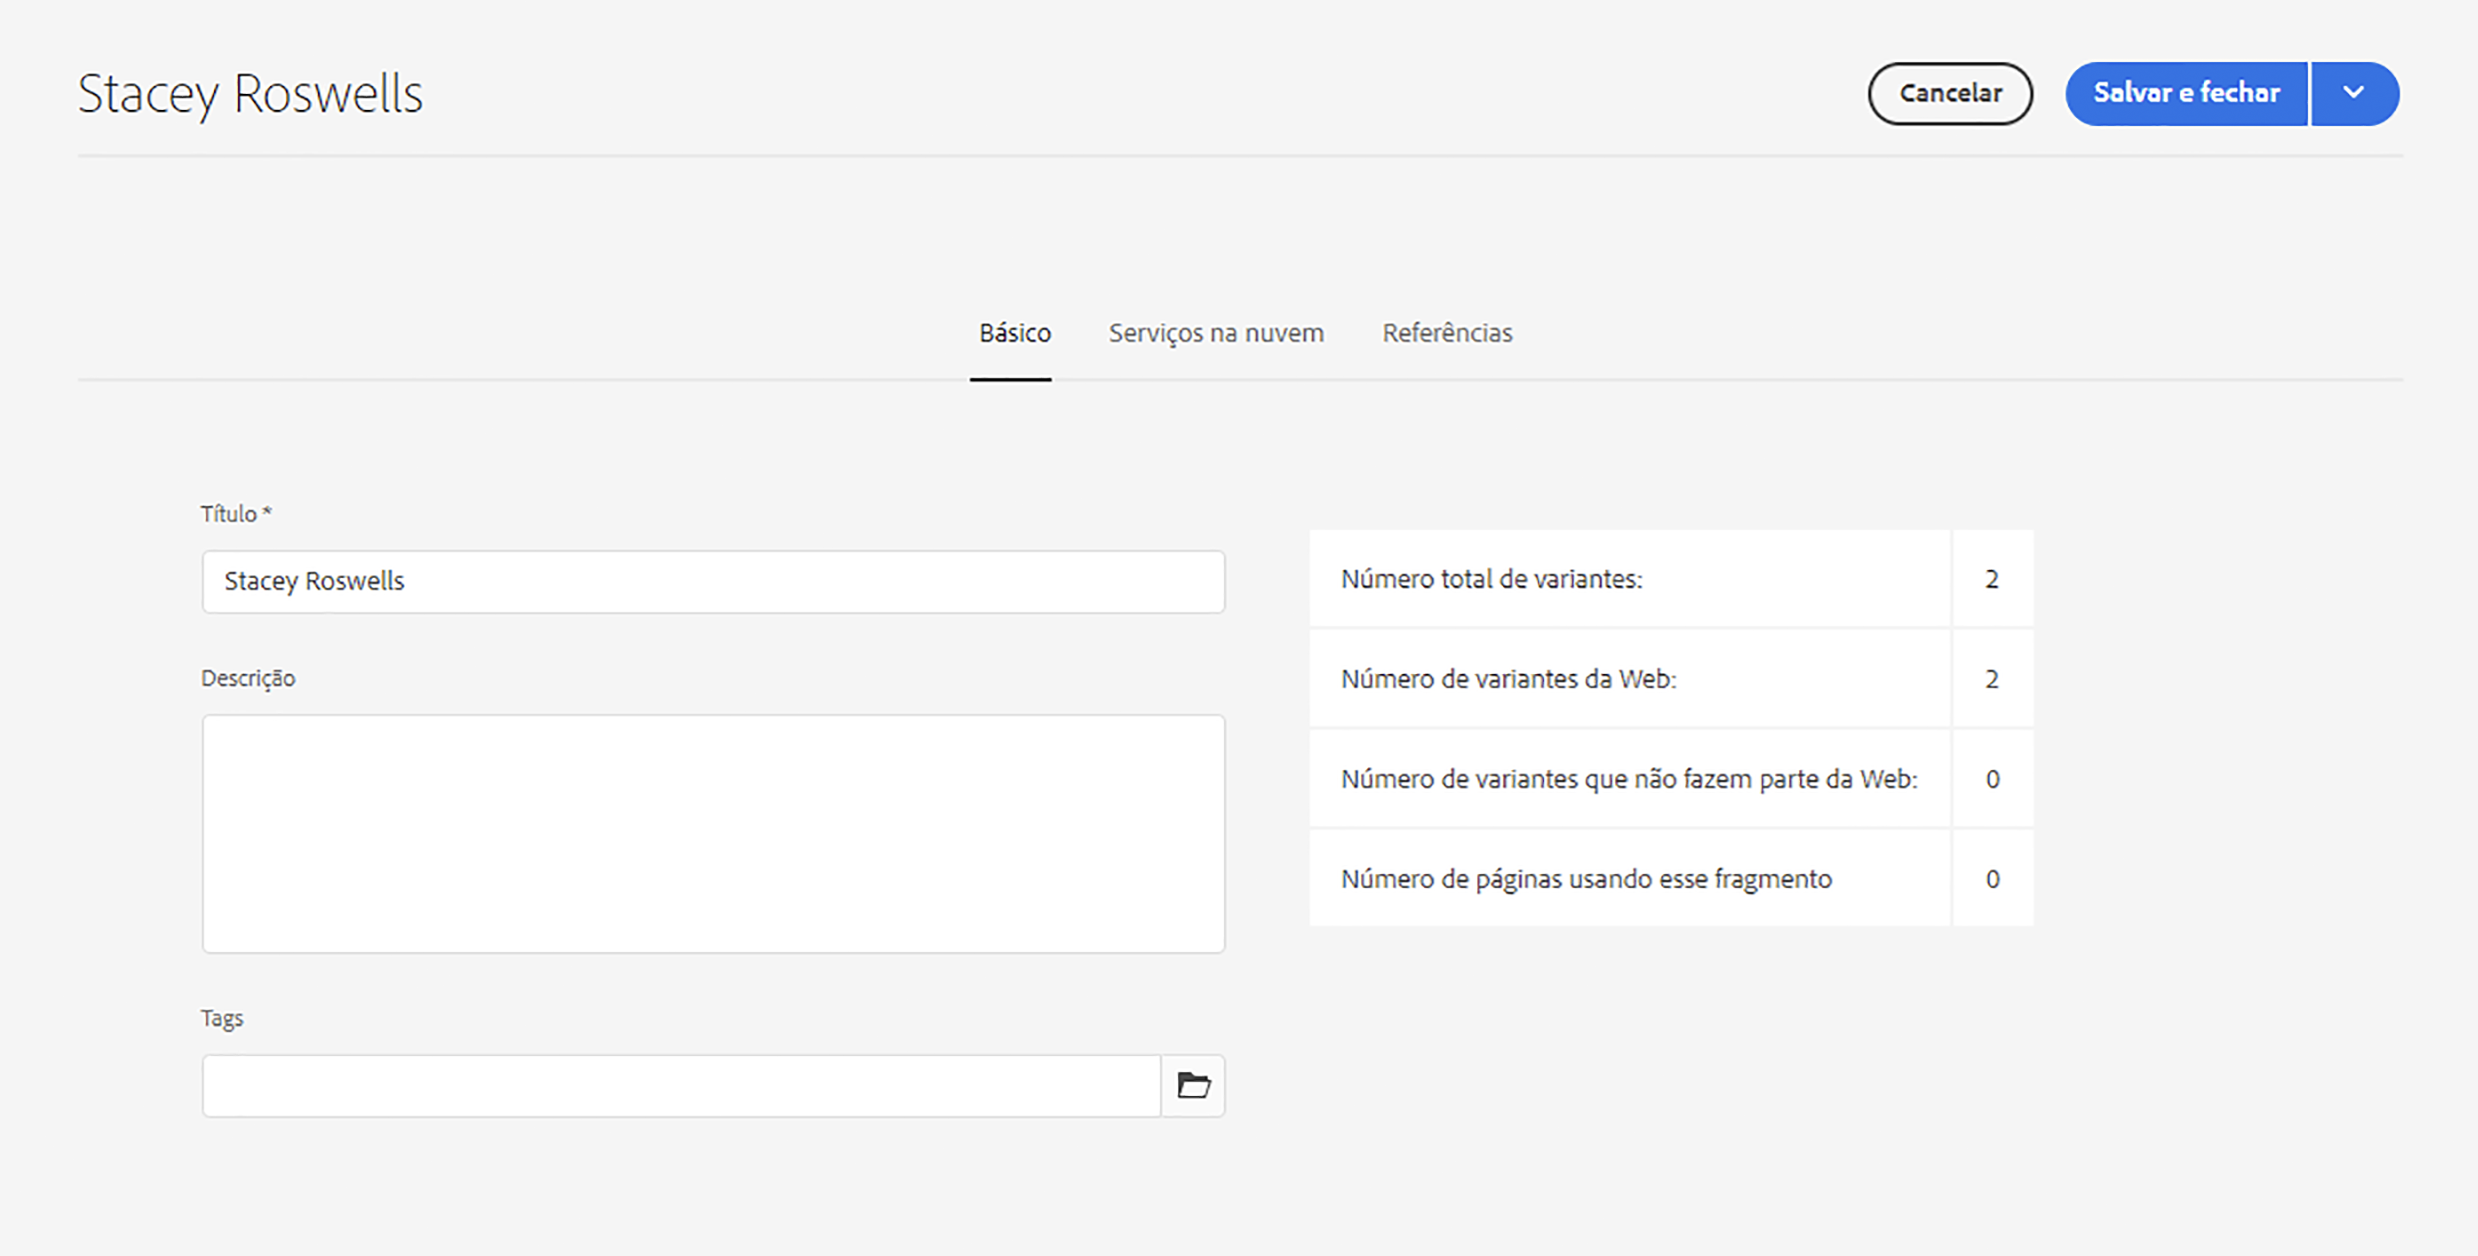 Stacey Roswells
Cancelar
Salvar e fechar
Básico Serviços na nuvem Referências
Título *
Stacey Roswells
Descrição
Tags
Número total de variantes: 2
Número de variantes da Web: 2
Número de variantes que não fazem parte da Web: 0
Número de páginas usando esse fragmento 0